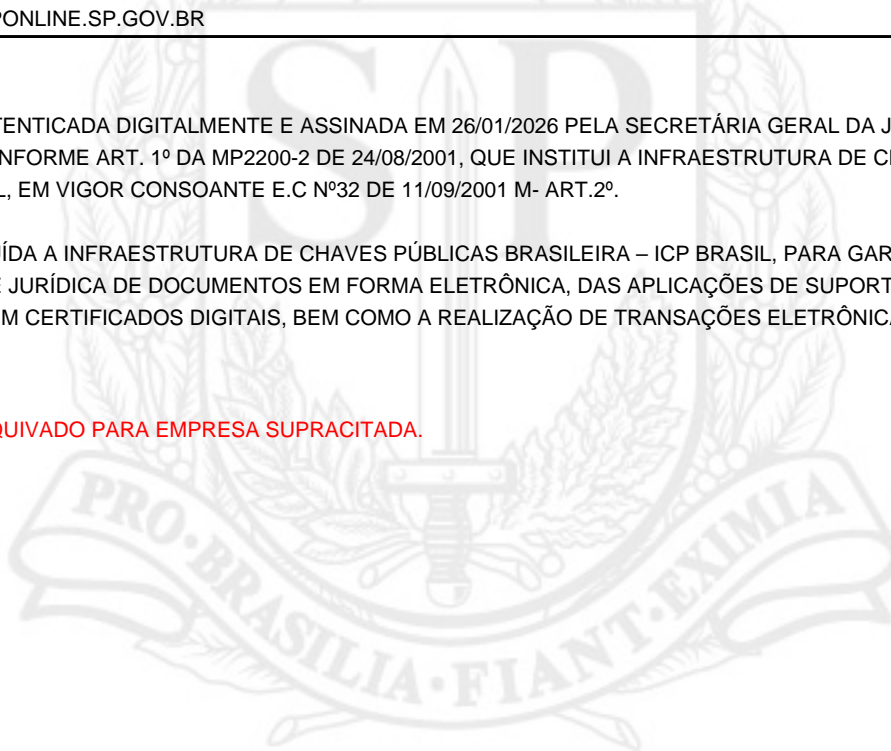 PONLINE.SP.GOV.BR
TENTICADA DIGITALMENTE E ASSINADA EM 26/01/2026 PELA SECRETÁRIA GERAL DA J
NFORME ART. 1º DA MP2200-2 DE 24/08/2001, QUE INSTITUI A INFRAESTRUTURA DE C
L, EM VIGOR CONSOANTE E.C Nº32 DE 11/09/2001 M- ART.2º.
ÍDA A INFRAESTRUTURA DE CHAVES PÚBLICAS BRASILEIRA – ICP BRASIL, PARA GAR
E JURÍDICA DE DOCUMENTOS EM FORMA ELETRÔNICA, DAS APLICAÇÕES DE SUPORT
M CERTIFICADOS DIGITAIS, BEM COMO A REALIZAÇÃO DE TRANSAÇÕES ELETRÔNICA
QUIVADO PARA EMPRESA SUPRACITADA.
SP
PRO·BRASILIA·FIANT·EXIMIA